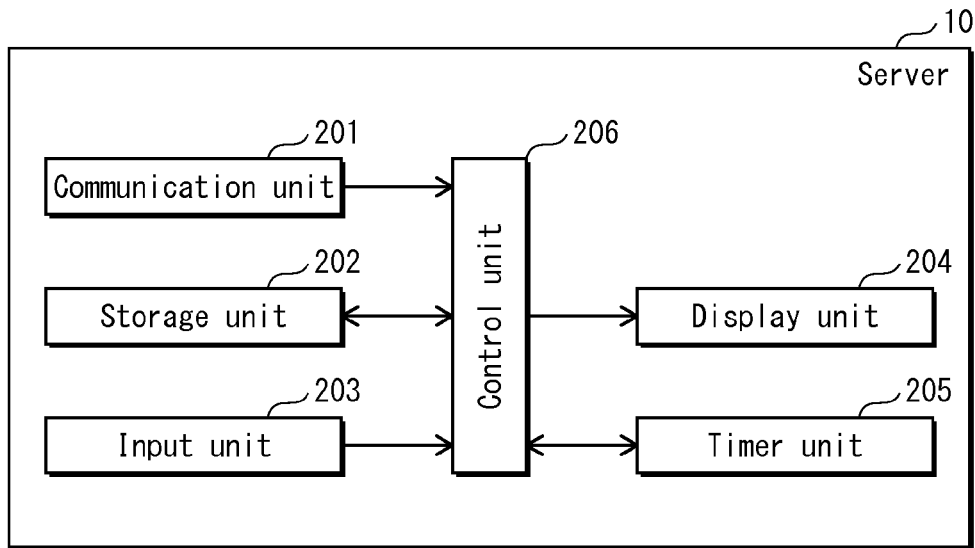 10
Server
201
206
Communication unit
202
204
Storage unit
Control unit
Display unit
203
205
Input unit
Timer unit